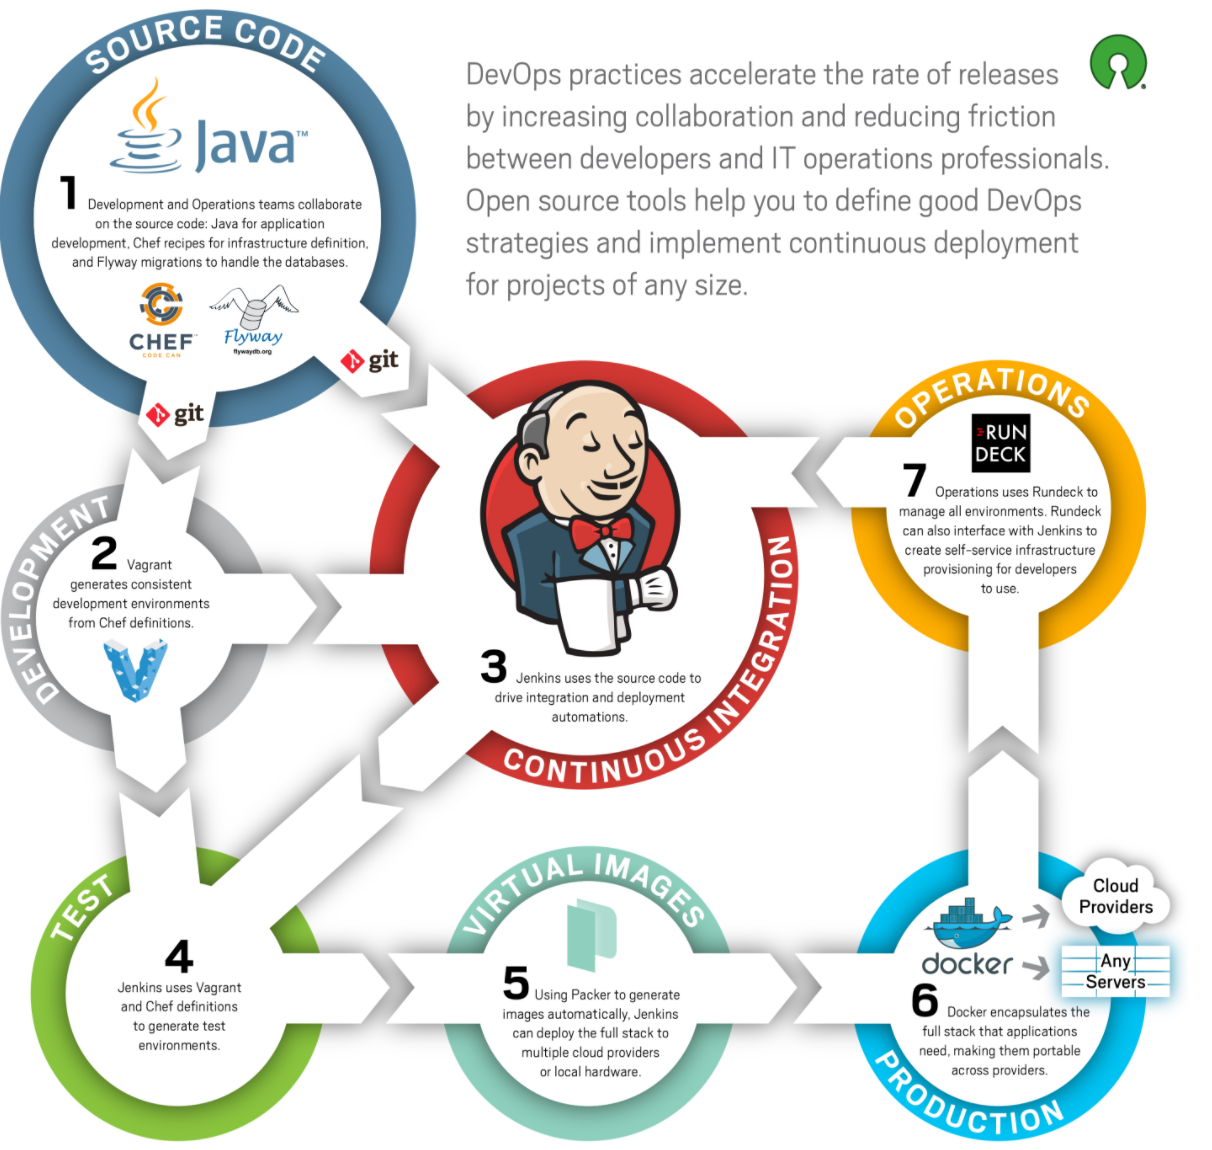 SOURCE CODE
Java™
1 Development and Operations teams collaborate
on the source code: Java for application
development, Chef recipes for infrastructure definition,
and Flyway migrations to handle the databases.
CHEF™
CODE CAN
Flyway
flywaydb.org
git
git
DevOps practices accelerate the rate of releases
by increasing collaboration and reducing friction
between developers and IT operations professionals.
Open source tools help you to define good DevOps
strategies and implement continuous deployment
for projects of any size.
DEVELOPMENT
2 Vagrant
generates consistent
development environments
from Chef definitions.
3 Jenkins uses the source code to
drive integration and deployment
automations.
CONTINUOUS INTEGRATION
OPERATIONS
RUN
DECK
7 Operations uses Rundeck to
manage all environments. Rundeck
can also interface with Jenkins to
create self-service infrastructure
provisioning for developers
to use.
TEST
4
Jenkins uses Vagrant
and Chef definitions
to generate test
environments.
VIRTUAL IMAGES
5 Using Packer to generate
images automatically, Jenkins
can deploy the full stack to
multiple cloud providers
or local hardware.
docker
Cloud
Providers
Any
Servers
6 Docker encapsulates the
full stack that applications
need, making them portable
across providers.
PRODUCTION